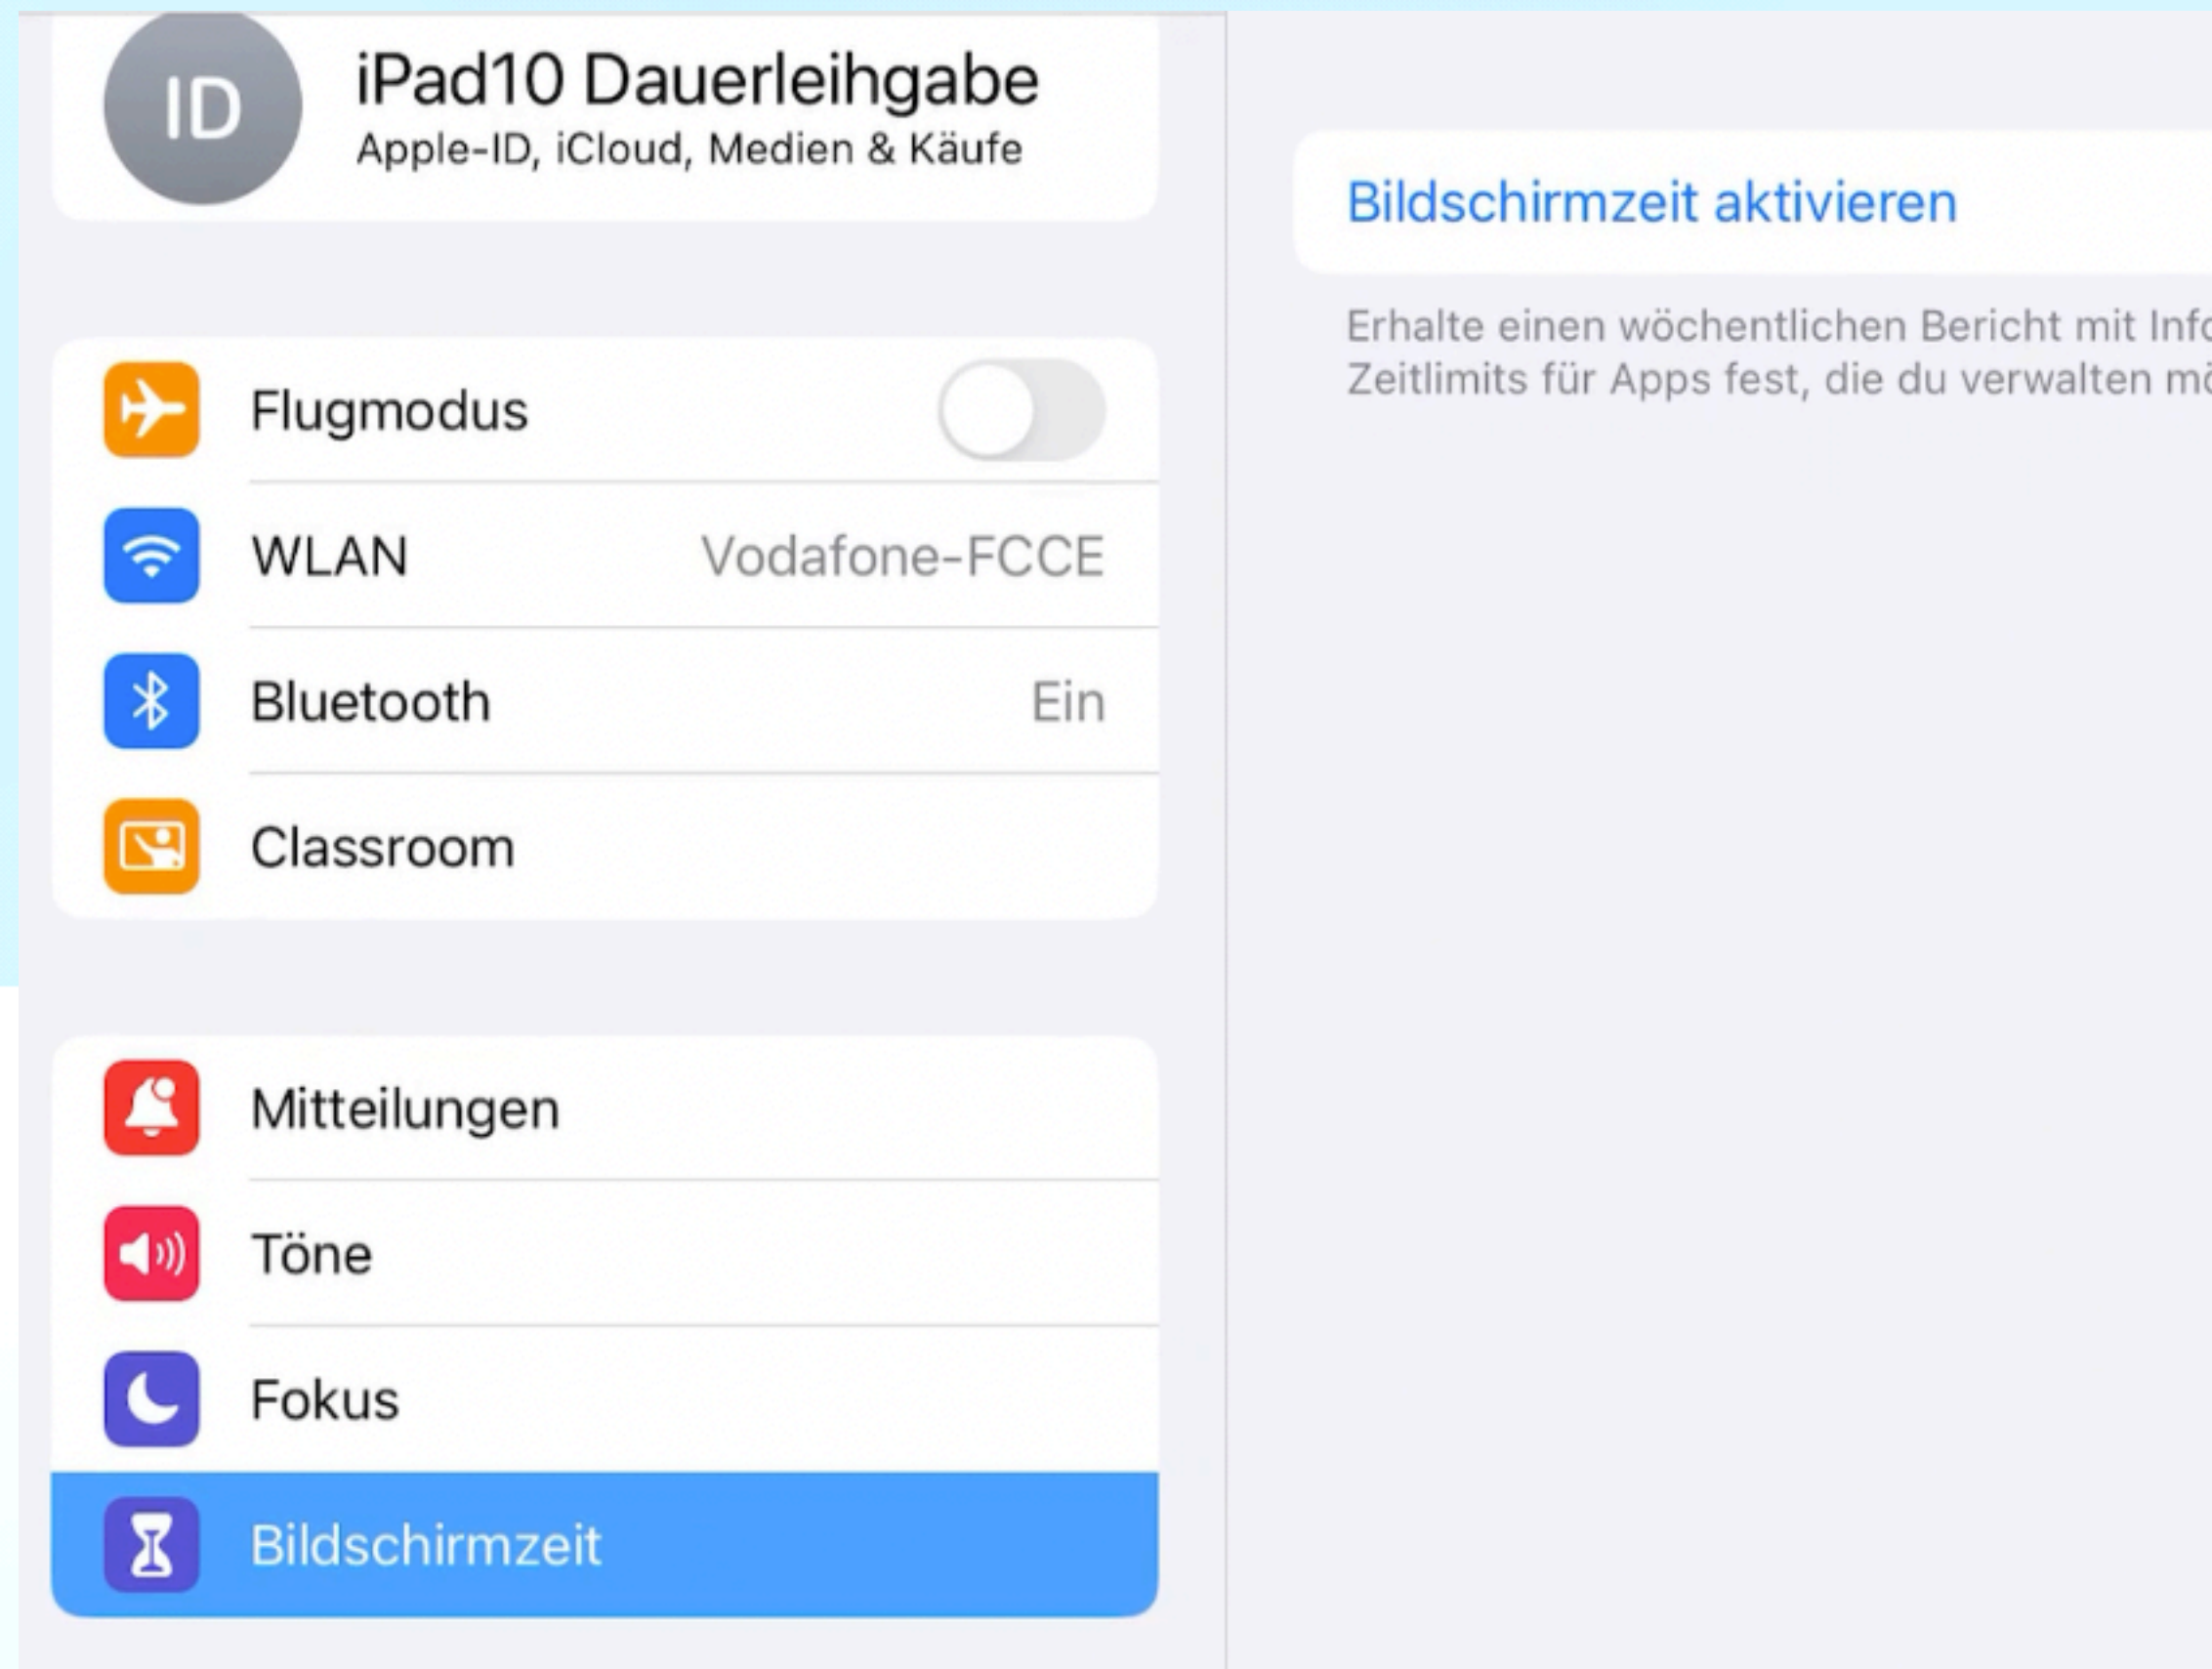 ID
iPad10 Dauerleihgabe
Apple-ID, iCloud, Medien & Käufe
Flugmodus
WLAN Vodafone-FCCE
Bluetooth Ein
Classroom
Mitteilungen
Töne
Fokus
Bildschirmzeit
Bildschirmzeit aktivieren
Erhalte einen wöchentlichen Bericht mit
Zeitlimits für Apps fest, die du verwalten